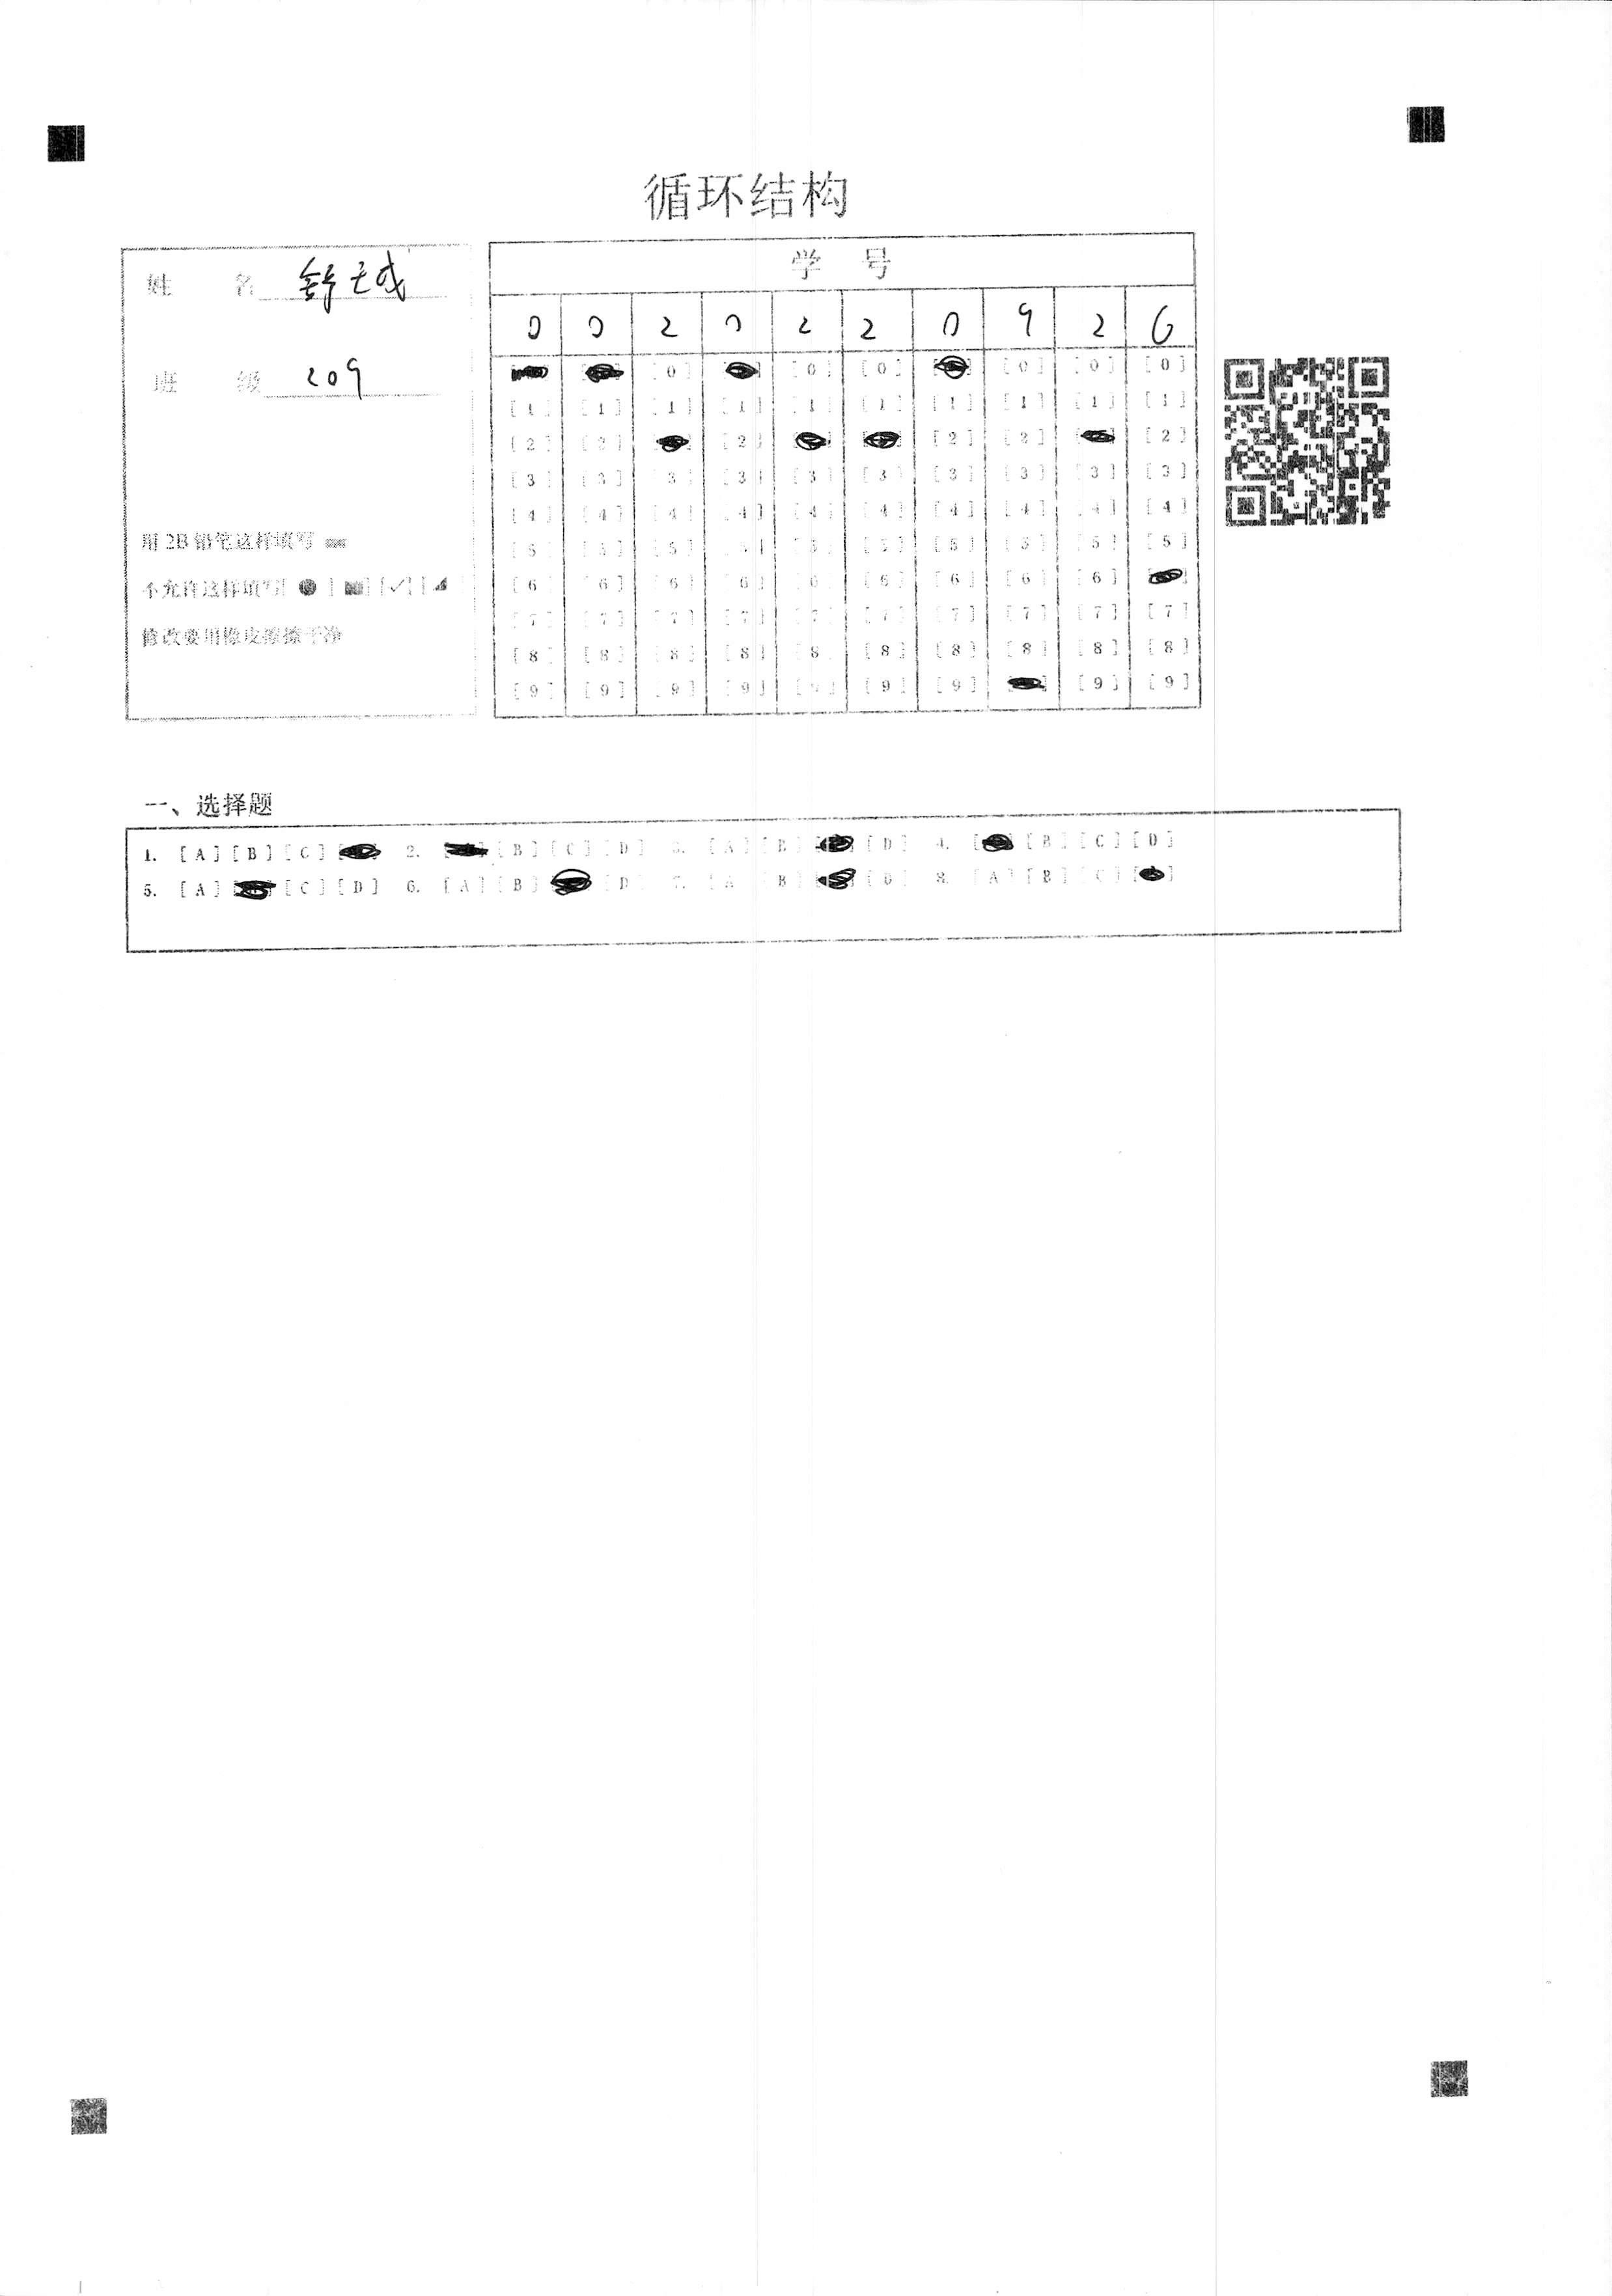 循环结构
姓 名 舒
班 级 209
用 2B 铅笔这样填写
不允许这样填写[ ] [ ] [✓] [ ]
修改要用橡皮擦擦干净
学 号
0 0 2 0 2 2 0 9 2 6
[0] [0] [0] [0] [0] [0]
[1] [1] [1] [1] [1] [1] [1] [1] [1] [1]
[2] [2] [2] [2] [2] [2]
[3] [3] [3] [3] [3] [3] [3] [3] [3] [3]
[4] [4] [4] [4] [4] [4] [4] [4] [4] [4]
[5] [5] [5] [5] [5] [5] [5] [5] [5] [5]
[6] [6] [6] [6] [6] [6] [6] [6] [6]
[7] [7] [7] [7] [7] [7] [7] [7] [7] [7]
[8] [8] [8] [8] [8] [8] [8] [8] [8] [8]
[9] [9] [9] [9] [9] [9] [9] [9] [9]
一、选择题
1. [A] [B] [C] 2. [B] [C] [D] 3. [A] [B] [D] 4. [B] [C] [D]
5. [A] [C] [D] 6. [A] [B] [D] 7. [A] [B] [D] 8. [A] [B] [C]